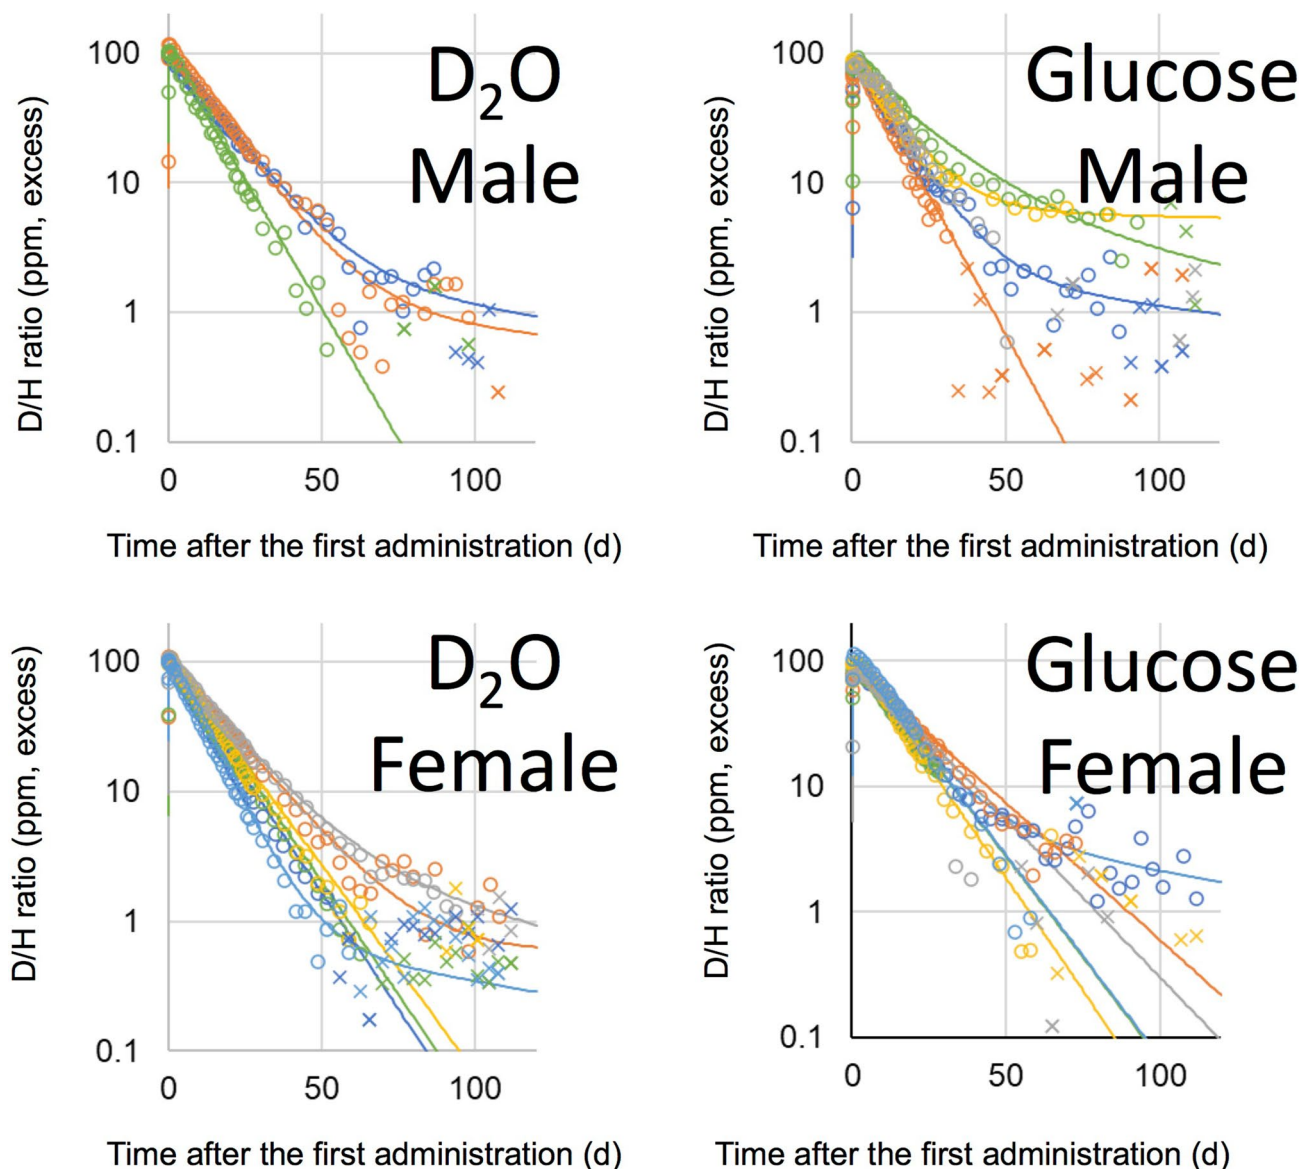 D/H ratio (ppm, excess)
100
10
1
0.1
D₂O
Male
0
50
100
Time after the first administration (d)
D/H ratio (ppm, excess)
100
10
1
0.1
Glucose
Male
0
50
100
Time after the first administration (d)
D/H ratio (ppm, excess)
100
10
1
0.1
D₂O
Female
0
50
100
Time after the first administration (d)
D/H ratio (ppm, excess)
100
10
1
0.1
Glucose
Female
0
50
100
Time after the first administration (d)